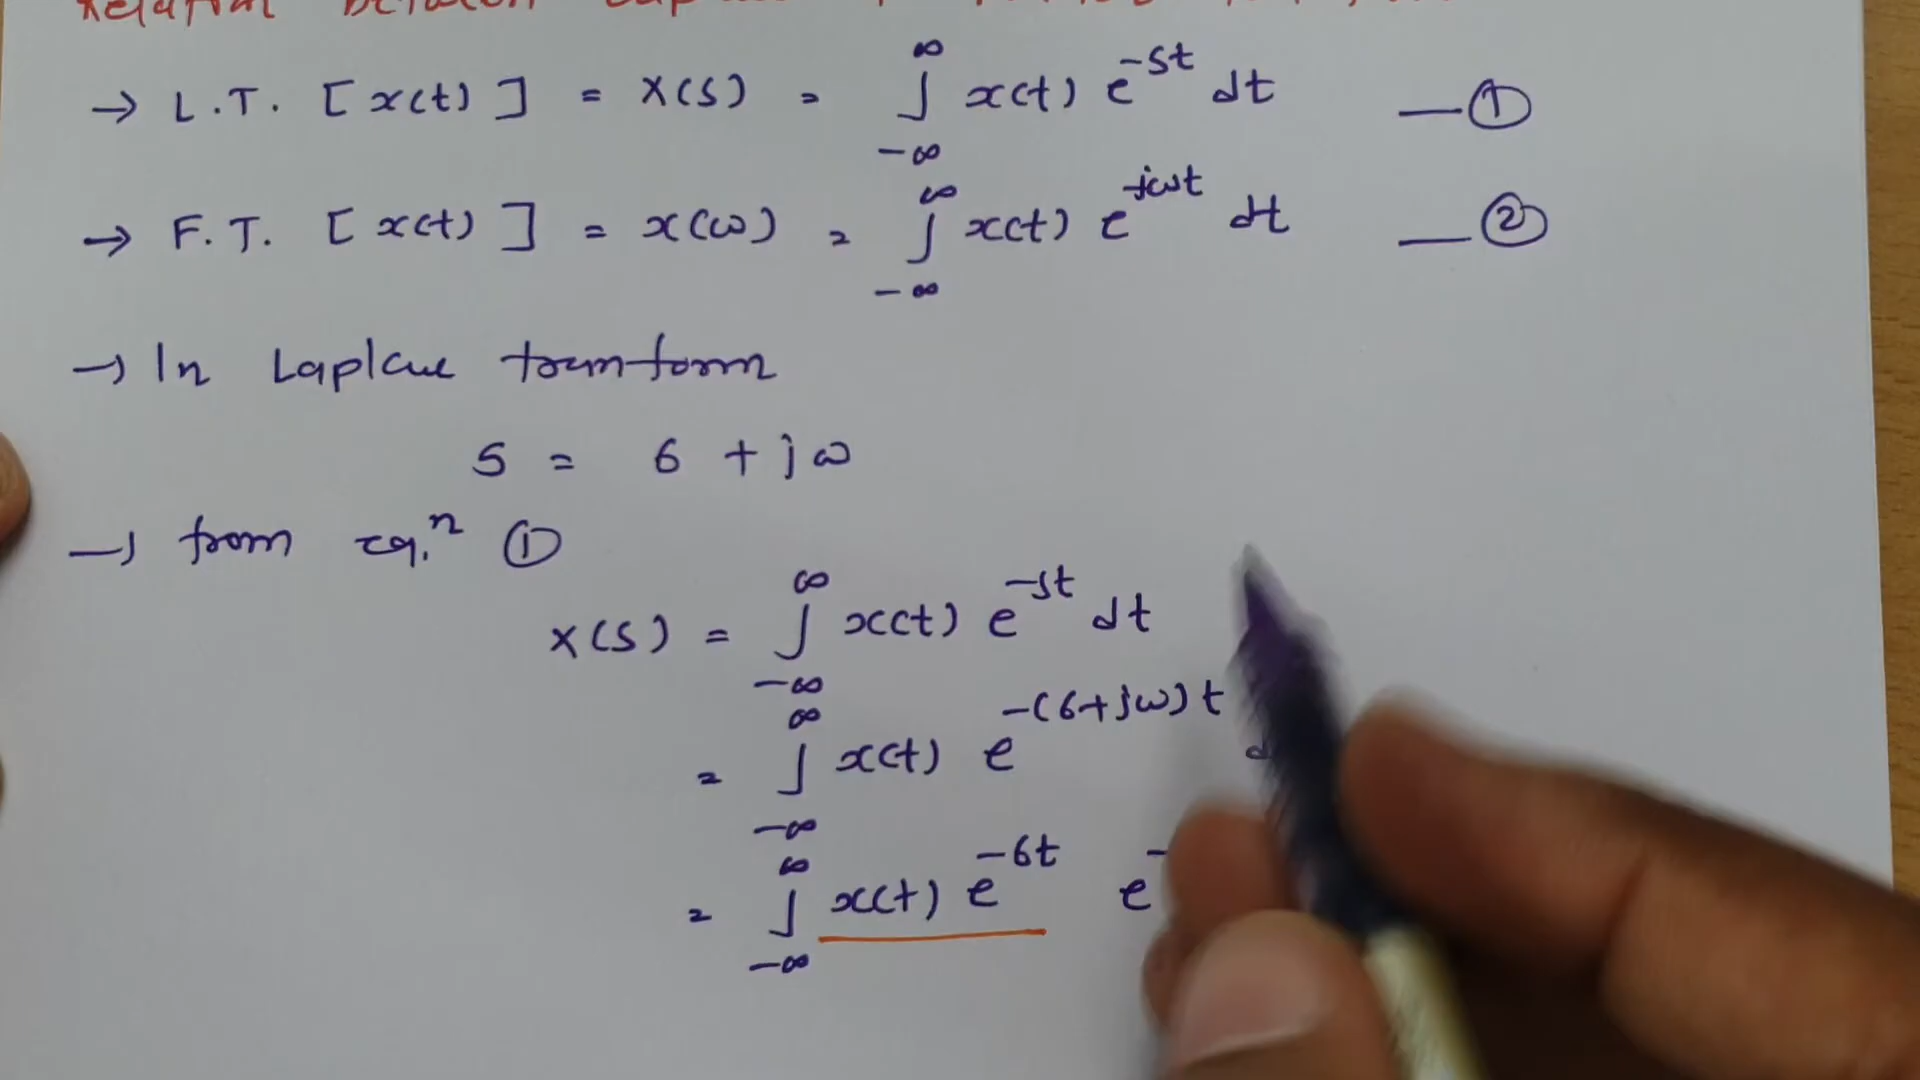 → L.T. [x(t)] = X(s) = ∫_{-∞}^{∞} x(t) e^{-st} dt —①
→ F.T. [x(t)] = x(ω) = ∫_{-∞}^{∞} x(t) e^{-jωt} dt —②
→ In Laplace transform
s = σ + jω
→ from eq.ⁿ ①
X(s) = ∫_{-∞}^{∞} x(t) e^{-st} dt
= ∫_{-∞}^{∞} x(t) e^{-(σ+jω)t}
= ∫_{-∞}^{∞} x(t) e^{-σt} e^{-